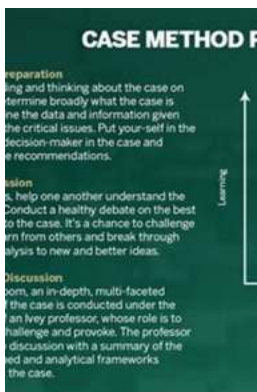 CASE METHOD
reparation
ing and thinking about the case on
termine broadly what the case is
ne the data and information given
the critical issues. Put your-self in the
decision-maker in the case and
e recommendations.
ssion
s, help one another understand the
Conduct a healthy debate on the best
to the case. It's a chance to challenge
rn from others and break through
alysis to new and better ideas.
Discussion
oom, an in-depth, multi-faceted
the case is conducted under the
an Ivey professor, whose role is to
hallenge and provoke. The professor
discussion with a summary of the
ed and analytical frameworks
the case.
Learning